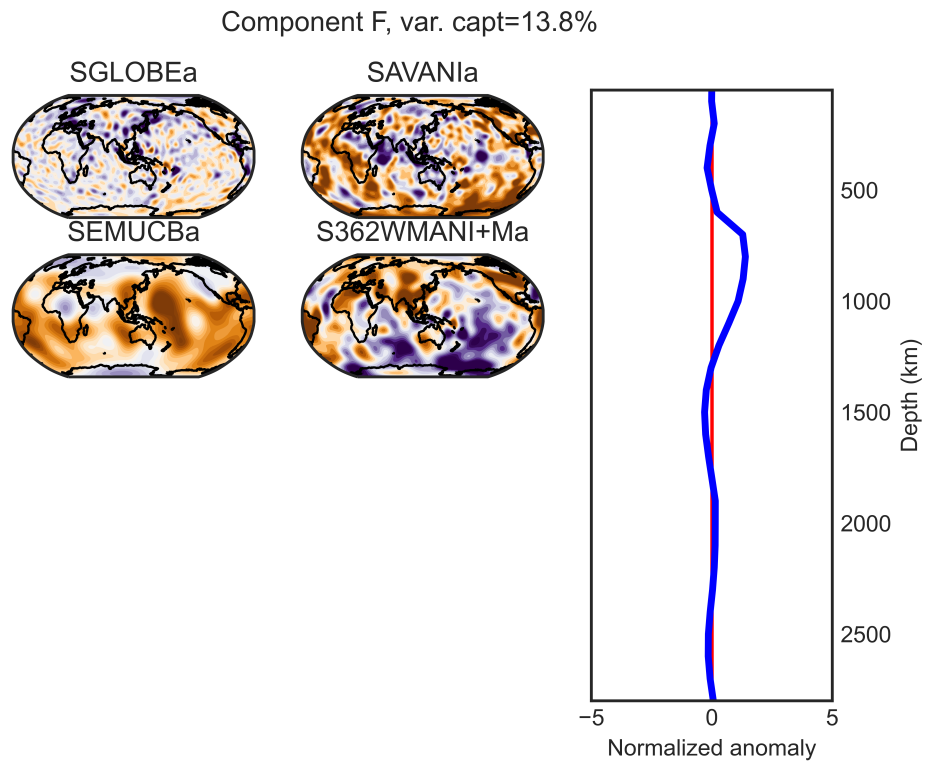 Component F, var. capt=13.8%
SGLOBEa
SAVANIa
SEMUCBa
S362WMANI+Ma
500
1000
1500
2000
2500
Depth (km)
−5
0
5
Normalized anomaly